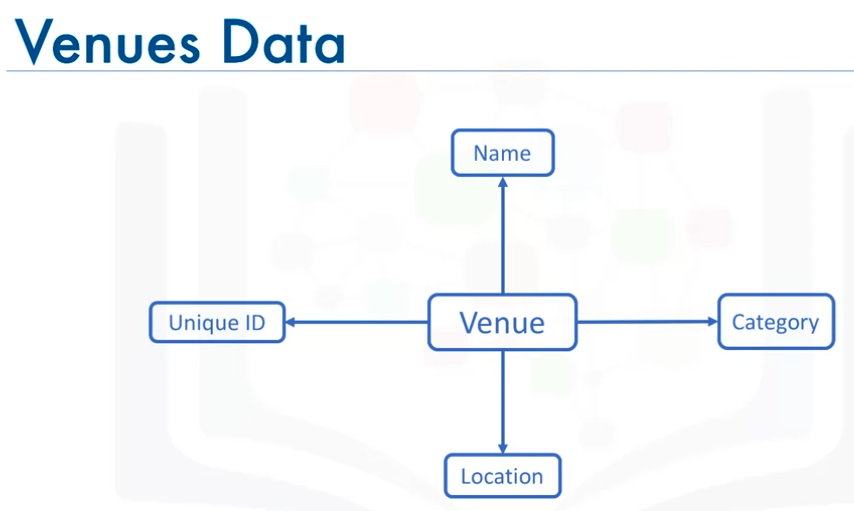 Venues Data
Name
Unique ID
Venue
Category
Location